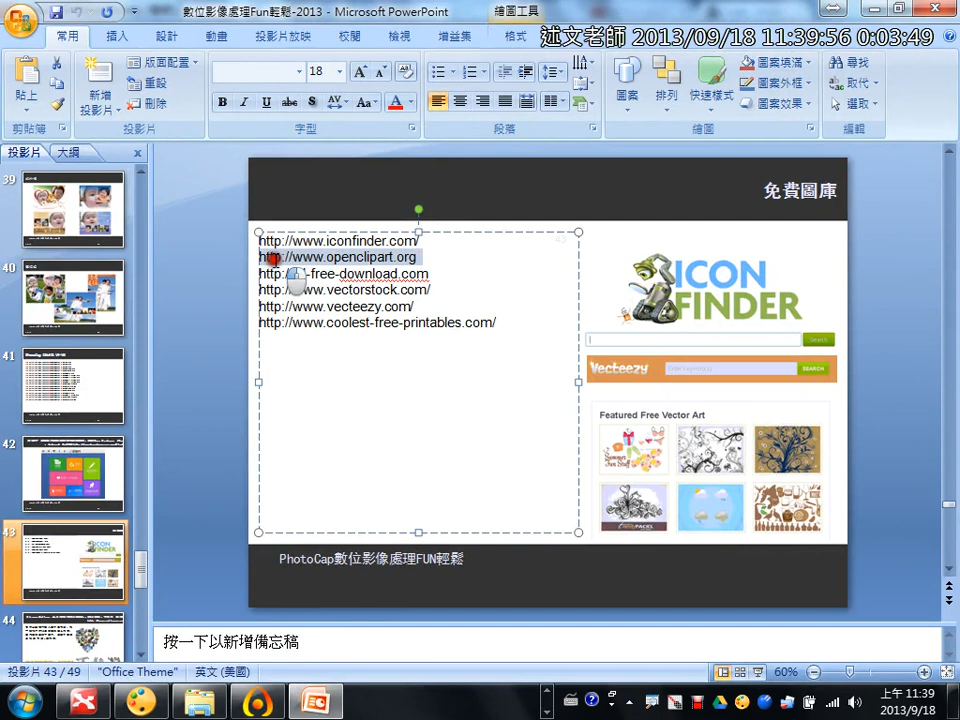 數位影像處理Fun輕鬆-2013 - Microsoft PowerPoint
繪圖工具
常用 插入 設計 動畫 投影片放映 校閱 檢視 增益集 格式
述文老師 2013/09/18 11:39:56 0:03:49
貼上
剪貼簿
新增
投影片
版面配置
重設
刪除
投影片
18
B I U abc S AV Aa A
字型
段落
圖案
排列
快速樣式
圖案填滿
圖案外框
圖案效果
繪圖
尋找
取代
選取
編輯
投影片 大綱
39
40
41
42
43
44
免費圖庫
http://www.iconfinder.com/
http://www.openclipart.org
-free-download.com
www.vectorstock.com/
http://www.vecteezy.com/
http://www.coolest-free-printables.com/
ICON
FINDER
Search
Vecteezy
SEARCH
Featured Free Vector Art
PhotoCap數位影像處理FUN輕鬆
按一下以新增備忘稿
投影片 43 / 49 "Office Theme" 英文 (美國) 60%
上午 11:39
2013/9/18